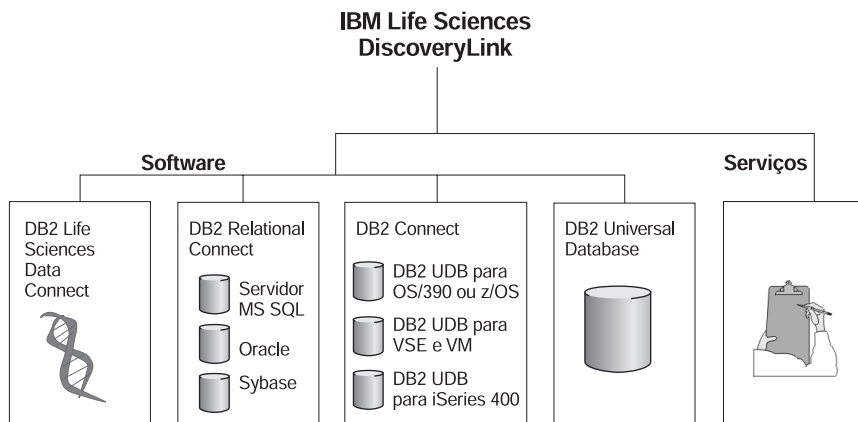 IBM Life Sciences
DiscoveryLink
Software
Serviços
DB2 Life
Sciences
Data
Connect
DB2 Relational
Connect
Servidor
MS SQL
Oracle
Sybase
DB2 Connect
DB2 UDB para
OS/390 ou z/OS
DB2 UDB para
VSE e VM
DB2 UDB
para iSeries 400
DB2 Universal
Database